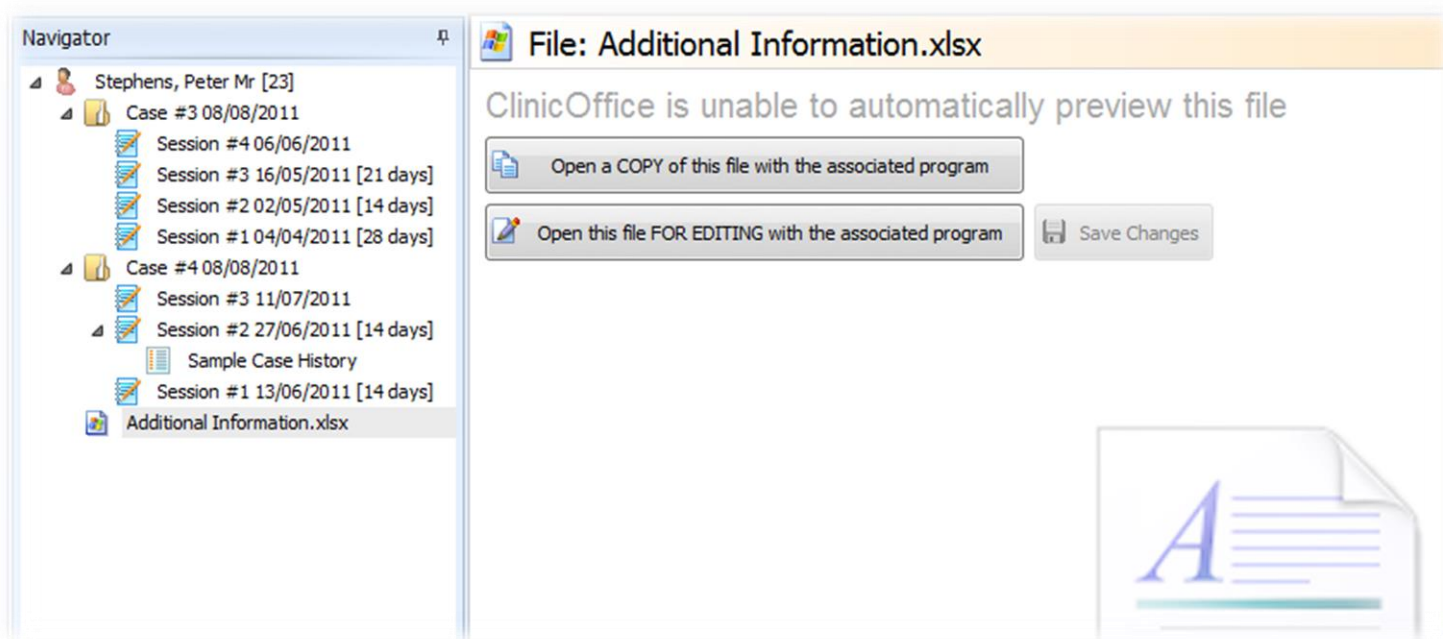 Navigator
Stephens, Peter Mr [23]
Case #3 08/08/2011
Session #4 06/06/2011
Session #3 16/05/2011 [21 days]
Session #2 02/05/2011 [14 days]
Session #1 04/04/2011 [28 days]
Case #4 08/08/2011
Session #3 11/07/2011
Session #2 27/06/2011 [14 days]
Sample Case History
Session #1 13/06/2011 [14 days]
Additional Information.xlsx
File: Additional Information.xlsx
ClinicOffice is unable to automatically preview this file
Open a COPY of this file with the associated program
Open this file FOR EDITING with the associated program
Save Changes
A